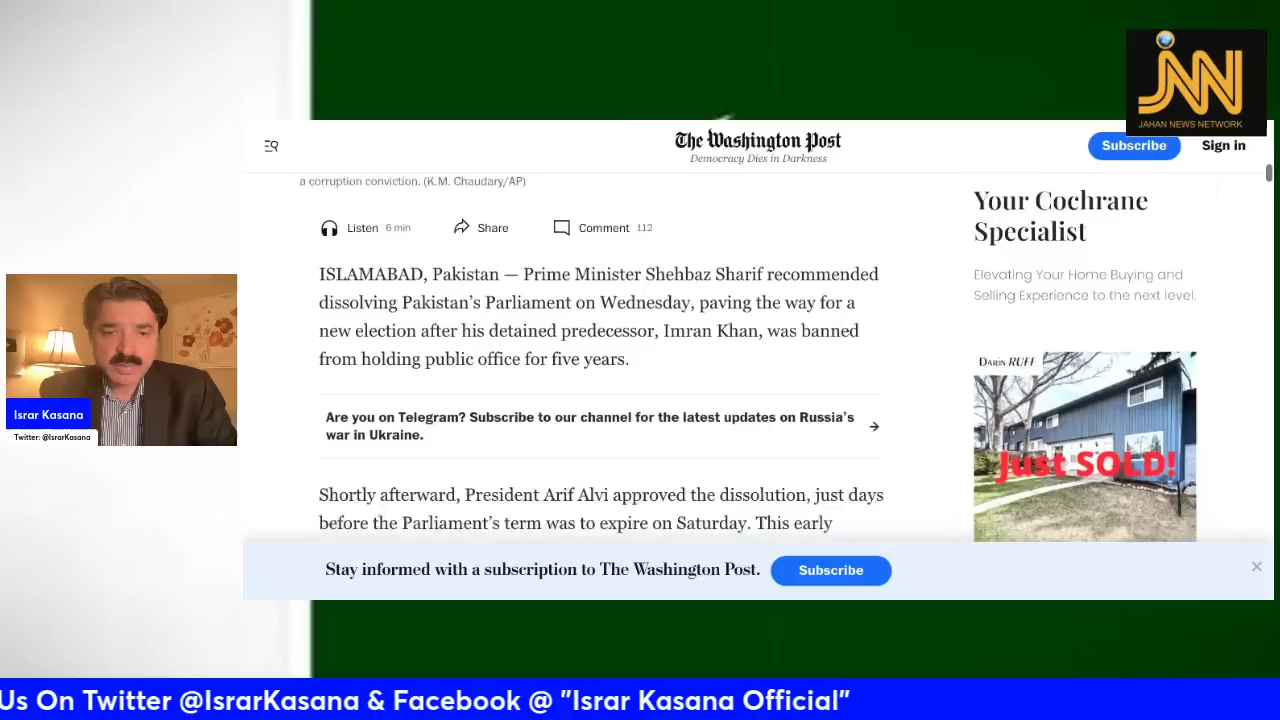 JNN
JAHAN NEWS NETWORK
The Washington Post
Democracy Dies in Darkness
Subscribe
Sign in
a corruption conviction. (K.M. Chaudary/AP)
Listen 6 min
Share
Comment 112
ISLAMABAD, Pakistan — Prime Minister Shehbaz Sharif recommended
dissolving Pakistan’s Parliament on Wednesday, paving the way for a
new election after his detained predecessor, Imran Khan, was banned
from holding public office for five years.
Are you on Telegram? Subscribe to our channel for the latest updates on Russia’s
war in Ukraine.
Shortly afterward, President Arif Alvi approved the dissolution, just days
before the Parliament’s term was to expire on Saturday. This early
Your Cochrane
Specialist
Elevating Your Home Buying and
Selling Experience to the next level.
DARIN RUFF
Just SOLD!
Israr Kasana
Twitter: @IsrarKasana
Stay informed with a subscription to The Washington Post.
Subscribe
Us On Twitter @IsrarKasana & Facebook @ "Israr Kasana Official"